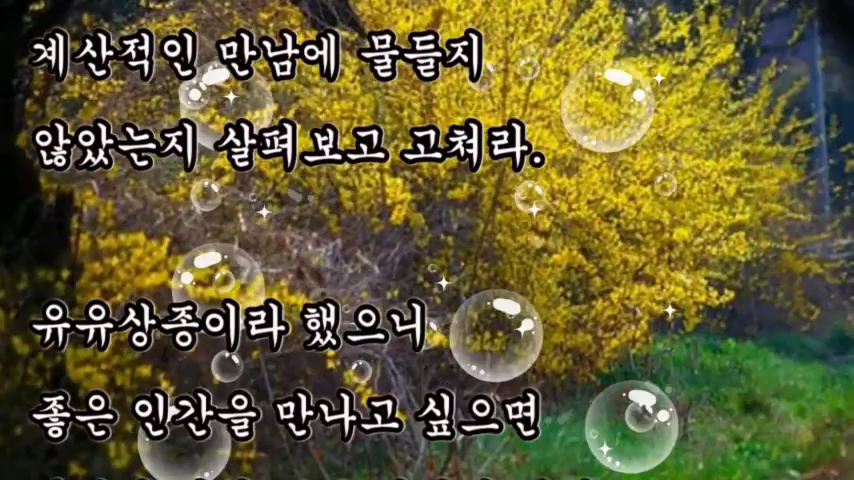 계산적인 만남에 물들지
않았는지 살펴보고 고쳐라.
유유상종이라 했으니
좋은 인간을 만나고 싶으면